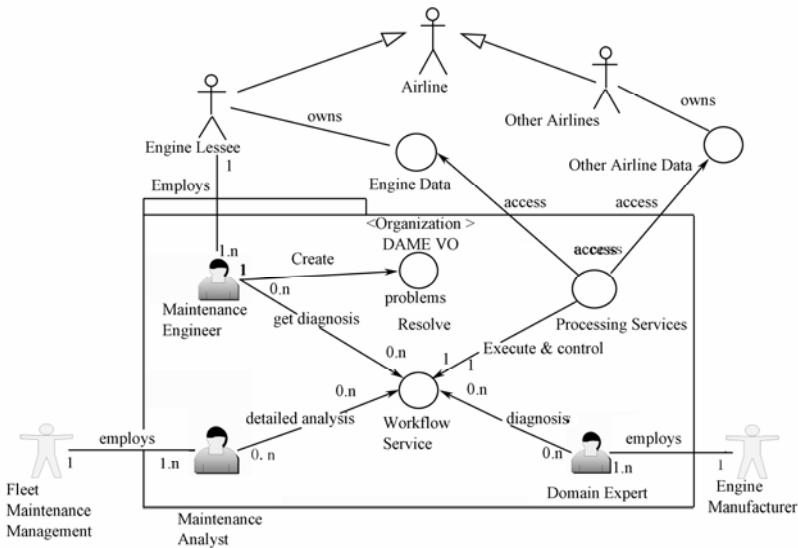 Airline
owns
owns
Other Airlines
Engine Lessee
Other Airline Data
1
Engine Data
Employs
access
access
<Organization >
DAME VO
access
1.n
Create
1
0.n
problems
Maintenance
Engineer
get diagnosis
Resolve
Processing Services
0.n
1
1
Execute & control
0.n
0.n
detailed analysis
Workflow
Service
diagnosis
employs
0. n
0.n
employs
1
1.n
1.n
1
Fleet
Maintenance
Management
Domain Expert
Engine
Manufacturer
Maintenance
Analyst